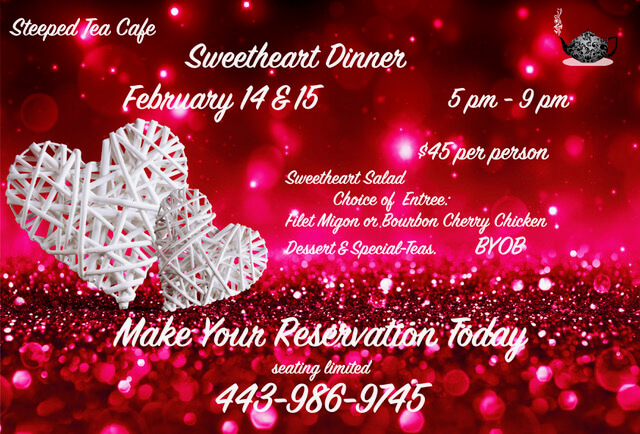 Steeped Tea Cafe
Sweetheart Dinner
February 14 & 15
5 pm - 9 pm
$45 per person
Sweetheart Salad
Choice of Entree:
Filet Migon or Bourbon Cherry Chicken
Dessert & Special-Teas. BYOB
Make Your Reservation Today
seating limited
443-986-9745